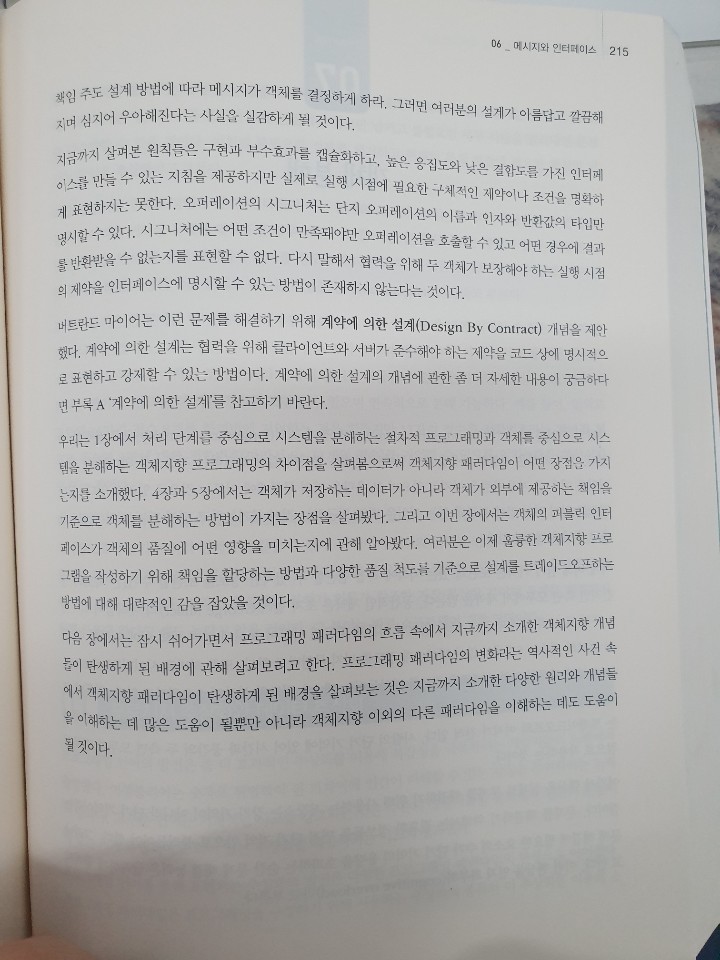 06 _ 메시지와 인터페이스 215
책임 주도 설계 방법에 따라 메시지가 객체를 결정하게 하라. 그러면 여러분의 설계가 아름답고 깔끔해
지며 심지어 우아해진다는 사실을 실감하게 될 것이다.
지금까지 살펴본 원칙들은 구현과 부수효과를 캡슐화하고, 높은 응집도와 낮은 결합도를 가진 인터페
이스를 만들 수 있는 지침을 제공하지만 실제로 실행 시점에 필요한 구체적인 제약이나 조건을 명확하
게 표현하지는 못한다. 오퍼레이션의 시그니처는 단지 오퍼레이션의 이름과 인자와 반환값의 타입만
명시할 수 있다. 시그니처에는 어떤 조건이 만족돼야만 오퍼레이션을 호출할 수 있고 어떤 경우에 결과
를 반환받을 수 없는지를 표현할 수 없다. 다시 말해서 협력을 위해 두 객체가 보장해야 하는 실행 시점
의 제약을 인터페이스에 명시할 수 있는 방법이 존재하지 않는다는 것이다.
버트란드 마이어는 이런 문제를 해결하기 위해 계약에 의한 설계(Design By Contract) 개념을 제안
했다. 계약에 의한 설계는 협력을 위해 클라이언트와 서버가 준수해야 하는 제약을 코드 상에 명시적으
로 표현하고 강제할 수 있는 방법이다. 계약에 의한 설계의 개념에 관한 좀 더 자세한 내용이 궁금하다
면 부록 A '계약에 의한 설계'를 참고하기 바란다.
우리는 1장에서 처리 단계를 중심으로 시스템을 분해하는 절차적 프로그래밍과 객체를 중심으로 시스
템을 분해하는 객체지향 프로그래밍의 차이점을 살펴봄으로써 객체지향 패러다임이 어떤 장점을 가지
는지를 소개했다. 4장과 5장에서는 객체가 저장하는 데이터가 아니라 객체가 외부에 제공하는 책임을
기준으로 객체를 분해하는 방법이 가지는 장점을 살펴봤다. 그리고 이번 장에서는 객체의 퍼블릭 인터
페이스가 객체의 품질에 어떤 영향을 미치는지에 관해 알아봤다. 여러분은 이제 훌륭한 객체지향 프로
그램을 작성하기 위해 책임을 할당하는 방법과 다양한 품질 척도를 기준으로 설계를 트레이드오프하는
방법에 대해 대략적인 감을 잡았을 것이다.
다음 장에서는 잠시 쉬어가면서 프로그래밍 패러다임의 흐름 속에서 지금까지 소개한 객체지향 개념
들이 탄생하게 된 배경에 관해 살펴보려고 한다. 프로그래밍 패러다임의 변화라는 역사적인 사건 속
에서 객체지향 패러다임이 탄생하게 된 배경을 살펴보는 것은 지금까지 소개한 다양한 원리와 개념들
을 이해하는 데 많은 도움이 될뿐만 아니라 객체지향 이외의 다른 패러다임을 이해하는 데도 도움이
될 것이다.